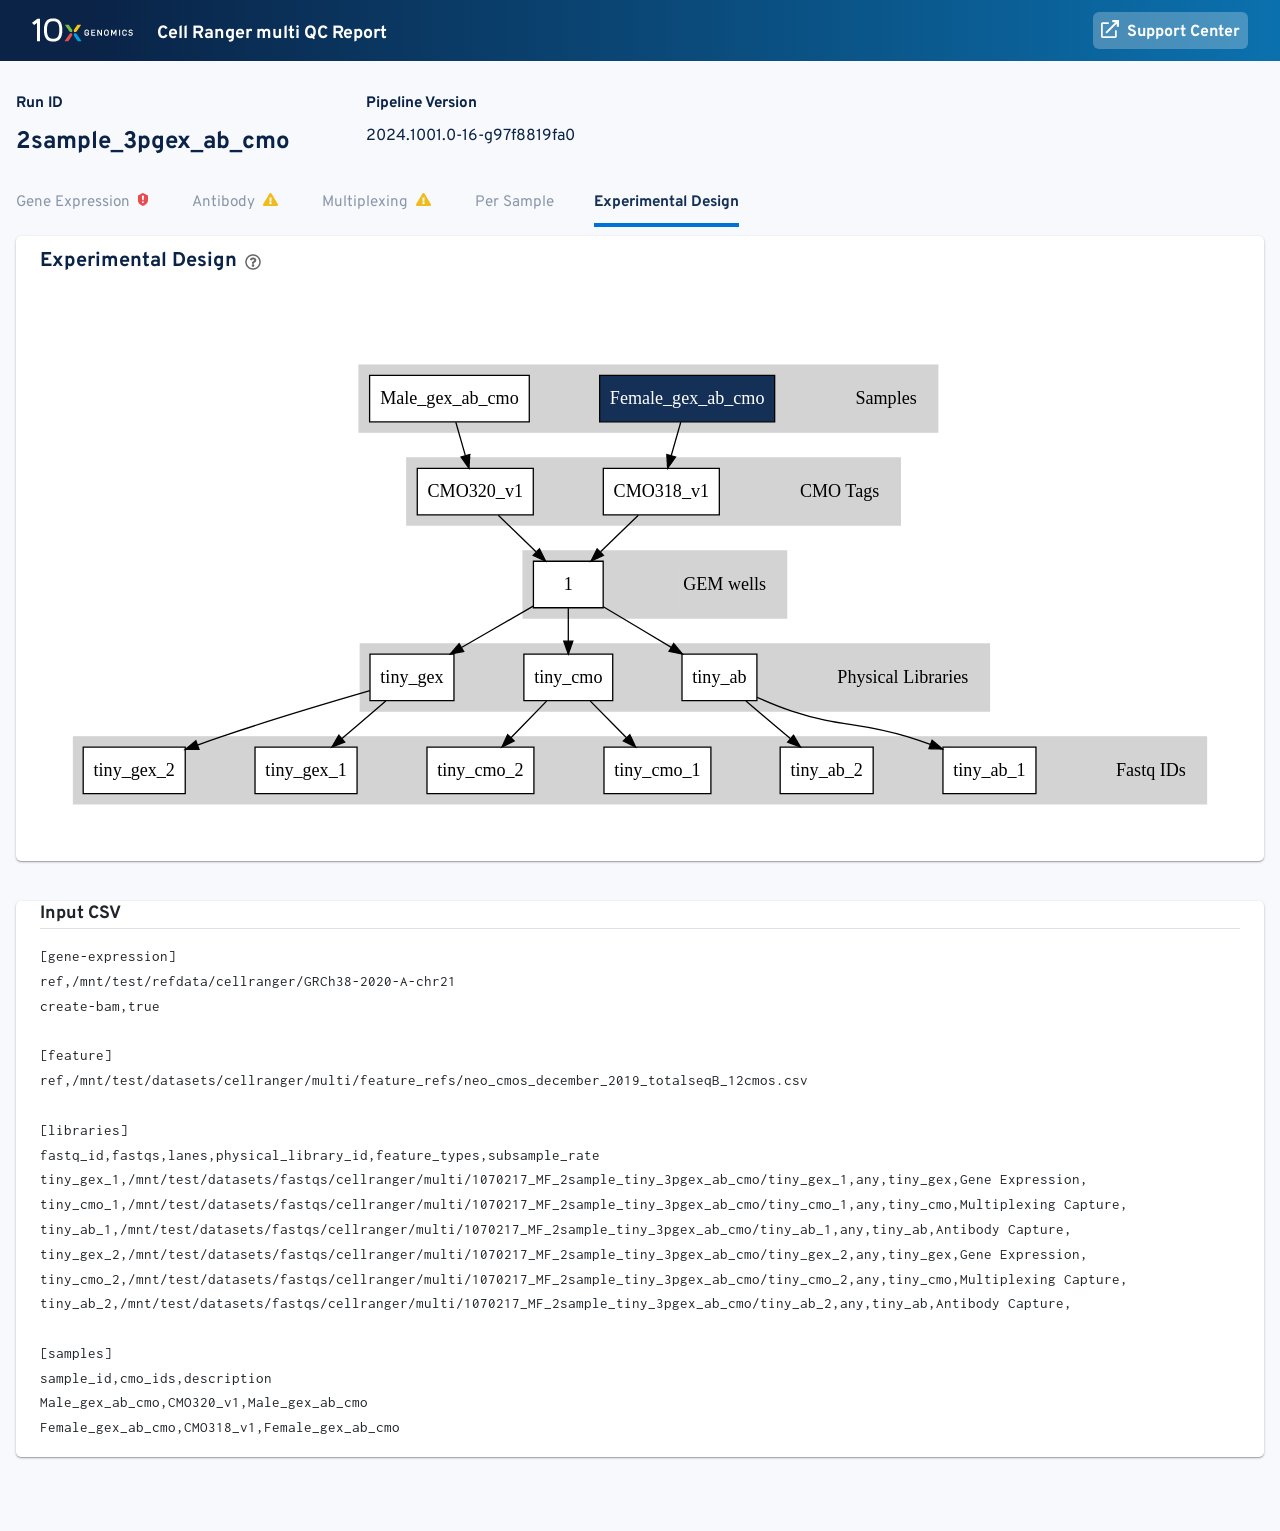 10x GENOMICS Cell Ranger multi QC Report Support Center
Run ID Pipeline Version
2sample_3pgex_ab_cmo 2024.1001.0-16-g97f8819fa0
Gene Expression Antibody Multiplexing Per Sample Experimental Design
Experimental Design ?
Male_gex_ab_cmo Female_gex_ab_cmo Samples
CMO320_v1 CMO318_v1 CMO Tags
1 GEM wells
tiny_gex tiny_cmo tiny_ab Physical Libraries
tiny_gex_2 tiny_gex_1 tiny_cmo_2 tiny_cmo_1 tiny_ab_2 tiny_ab_1 Fastq IDs
Input CSV
[gene-expression]
ref,/mnt/test/refdata/cellranger/GRCh38-2020-A-chr21
create-bam,true
[feature]
ref,/mnt/test/datasets/cellranger/multi/feature_refs/neo_cmos_december_2019_totalseqB_12cmos.csv
[libraries]
fastq_id,fastqs,lanes,physical_library_id,feature_types,subsample_rate
tiny_gex_1,/mnt/test/datasets/fastqs/cellranger/multi/1070217_MF_2sample_tiny_3pgex_ab_cmo/tiny_gex_1,any,tiny_gex,Gene Expression,
tiny_cmo_1,/mnt/test/datasets/fastqs/cellranger/multi/1070217_MF_2sample_tiny_3pgex_ab_cmo/tiny_cmo_1,any,tiny_cmo,Multiplexing Capture,
tiny_ab_1,/mnt/test/datasets/fastqs/cellranger/multi/1070217_MF_2sample_tiny_3pgex_ab_cmo/tiny_ab_1,any,tiny_ab,Antibody Capture,
tiny_gex_2,/mnt/test/datasets/fastqs/cellranger/multi/1070217_MF_2sample_tiny_3pgex_ab_cmo/tiny_gex_2,any,tiny_gex,Gene Expression,
tiny_cmo_2,/mnt/test/datasets/fastqs/cellranger/multi/1070217_MF_2sample_tiny_3pgex_ab_cmo/tiny_cmo_2,any,tiny_cmo,Multiplexing Capture,
tiny_ab_2,/mnt/test/datasets/fastqs/cellranger/multi/1070217_MF_2sample_tiny_3pgex_ab_cmo/tiny_ab_2,any,tiny_ab,Antibody Capture,
[samples]
sample_id,cmo_ids,description
Male_gex_ab_cmo,CMO320_v1,Male_gex_ab_cmo
Female_gex_ab_cmo,CMO318_v1,Female_gex_ab_cmo